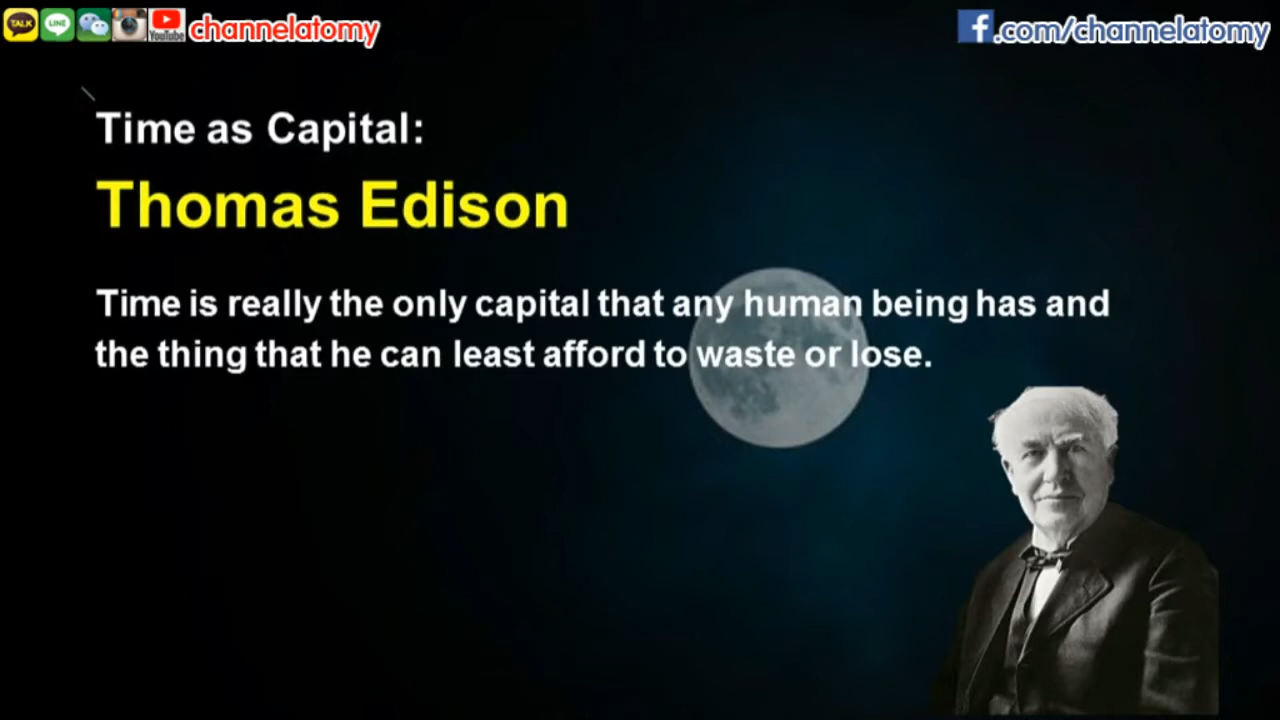 TALK
LINE
YouTube
channelatomy
f.com/channelatomy
Time as Capital:
Thomas Edison
Time is really the only capital that any human being has and
the thing that he can least afford to waste or lose.